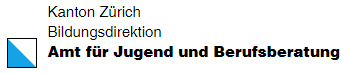 Kanton Zürich
Bildungsdirektion
Amt für Jugend und Berufsberatung